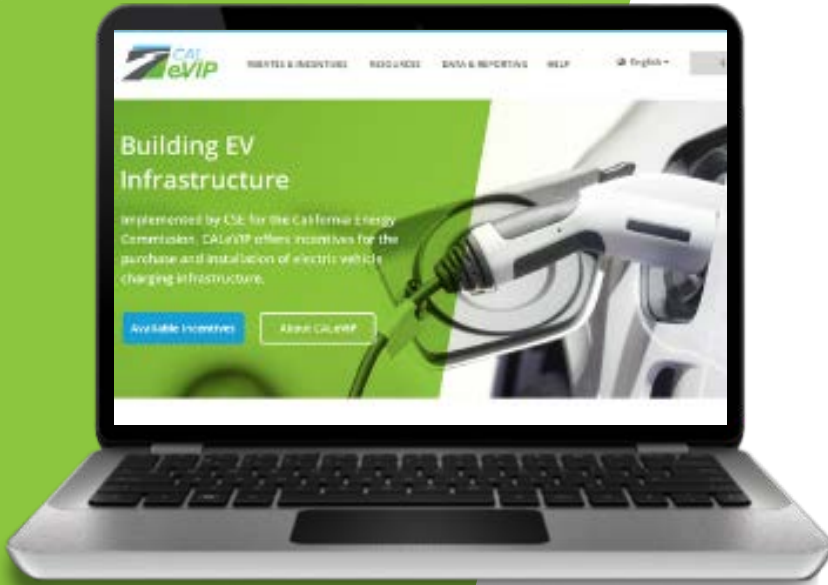 CAL
eVIP
REBATES & INCENTIVES RESOURCES DATA & REPORTING HELP English
Building EV
Infrastructure
Implemented by CSE for the California Energy
Commission, CALeVIP offers incentives for the
purchase and installation of electric vehicle
charging infrastructure.
Available Incentives About CALeVIP